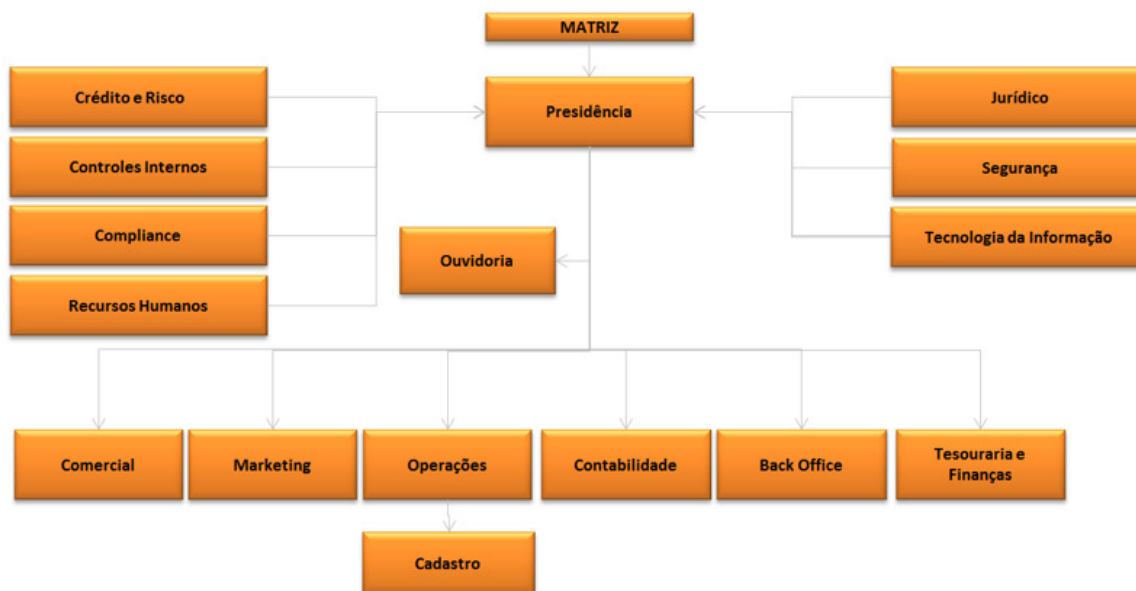 MATRIZ
Presidência
Crédito e Risco
Controles Internos
Compliance
Recursos Humanos
Jurídico
Segurança
Tecnologia da Informação
Ouvidoria
Comercial
Marketing
Operações
Contabilidade
Back Office
Tesouraria e
Finanças
Cadastro